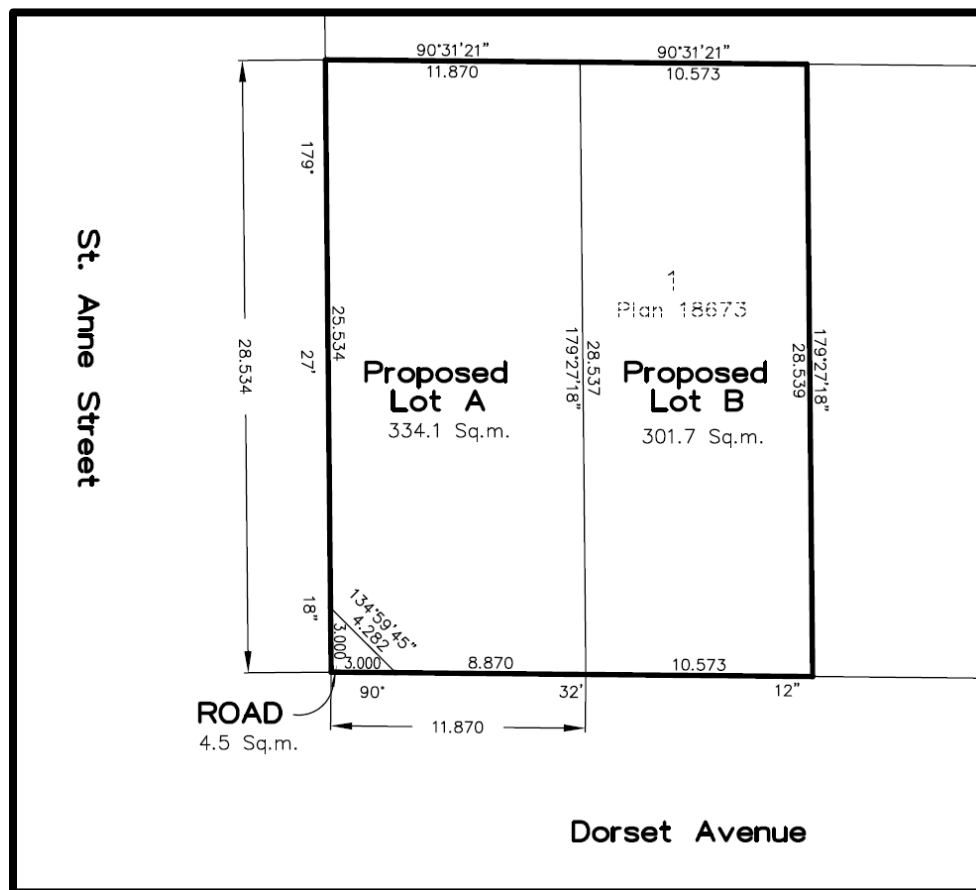 90°31'21"
90°31'21"
11.870
10.573
179°
27'
18"
St. Anne Street
28.534
25.534
1
Plan 18673
179°27'18"
28.537
28.539
179°27'18"
Proposed
Lot A
334.1 Sq.m.
Proposed
Lot B
301.7 Sq.m.
134°59'45"
4.282
3.000
3.000
8.870
10.573
90°
32'
12"
ROAD
4.5 Sq.m.
11.870
Dorset Avenue